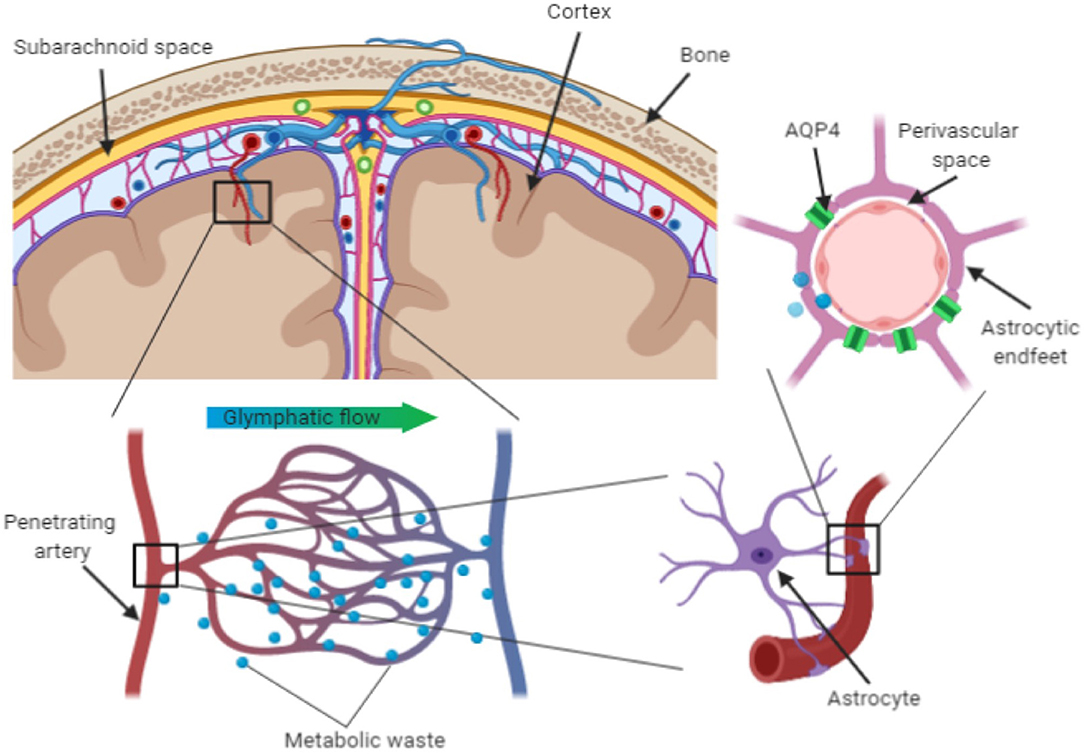 Cortex
Subarachnoid space
Bone
AQP4
Perivascular
space
Astrocytic
endfeet
Glymphatic flow
Penetrating
artery
Astrocyte
Metabolic waste